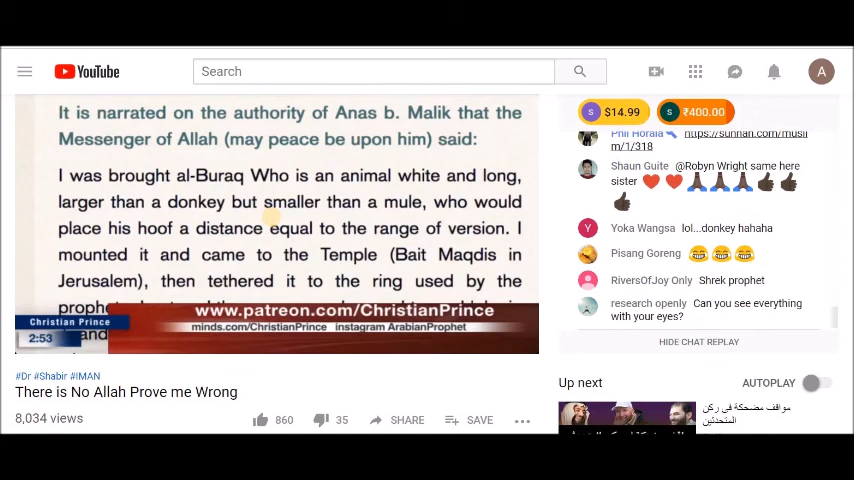 YouTube
Search
A
It is narrated on the authority of Anas b. Malik that the
Messenger of Allah (may peace be upon him) said:
I was brought al-Buraq Who is an animal white and long,
larger than a donkey but smaller than a mule, who would
place his hoof a distance equal to the range of version. I
mounted it and came to the Temple (Bait Maqdis in
Jerusalem), then tethered it to the ring used by the
www.patreon.com/ChristianPrince
minds.com/ChristianPrince instagram ArabianProphet
Christian Prince
2:53
#Dr #Shabir #IMAN
There is No Allah Prove me Wrong
8,034 views
860
35
SHARE
SAVE
S $14.99
S ₹400.00
Phil Horala https://sunnah.com/musli
m/1/318
Shaun Guite @Robyn Wright same here
sister
Y Yoka Wangsa lol...donkey hahaha
Pisang Goreng
RiversOfJoy Only Shrek prophet
research openly Can you see everything
with your eyes?
HIDE CHAT REPLAY
Up next
AUTOPLAY
مواقف مضحكة في ركن
المتحدثين